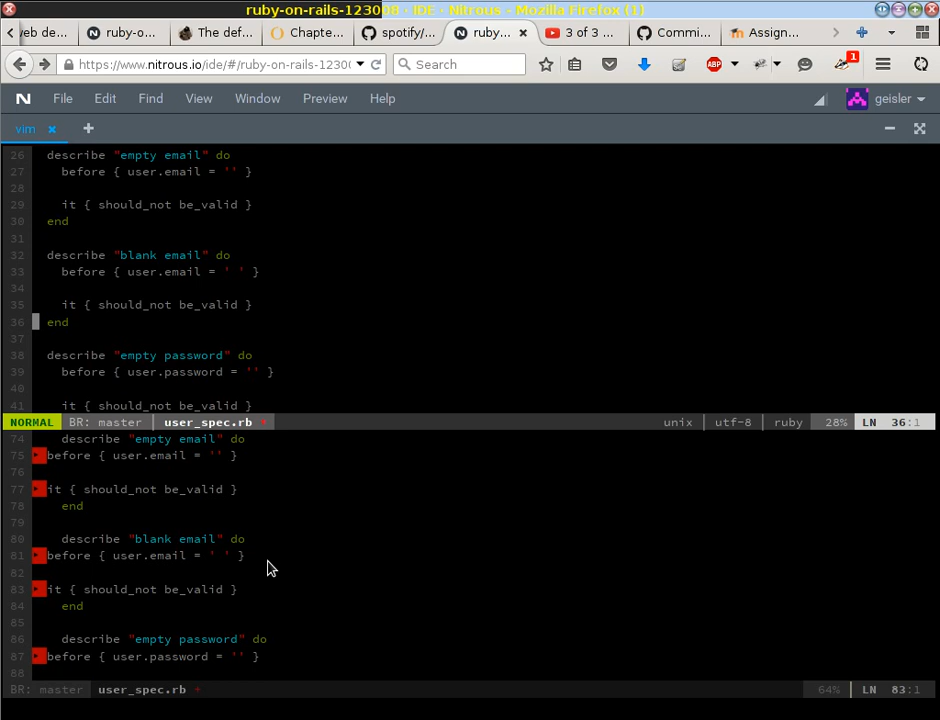 ruby-on-rails-123008 - IDE - Nitrous - Mozilla Firefox (1)
web de...
ruby-o...
The def...
Chapte...
spotify/...
ruby...
3 of 3 ...
Commi...
Assign...
https://www.nitrous.io/ide/#/ruby-on-rails-1230(
Search
ABP
1
N File Edit Find View Window Preview Help geisler
vim
26 describe "empty email" do
27 before { user.email = '' }
28
29 it { should_not be_valid }
30 end
31
32 describe "blank email" do
33 before { user.email = ' ' }
34
35 it { should_not be_valid }
36 end
37
38 describe "empty password" do
39 before { user.password = '' }
40
41 it { should_not be_valid }
NORMAL BR: master user_spec.rb * unix utf-8 ruby 28% LN 36:1
74 describe "empty email" do
75 before { user.email = '' }
76
77 it { should_not be_valid }
78 end
79
80 describe "blank email" do
81 before { user.email = ' ' }
82
83 it { should_not be_valid }
84 end
85
86 describe "empty password" do
87 before { user.password = '' }
88
BR: master user_spec.rb * 64% LN 83:1